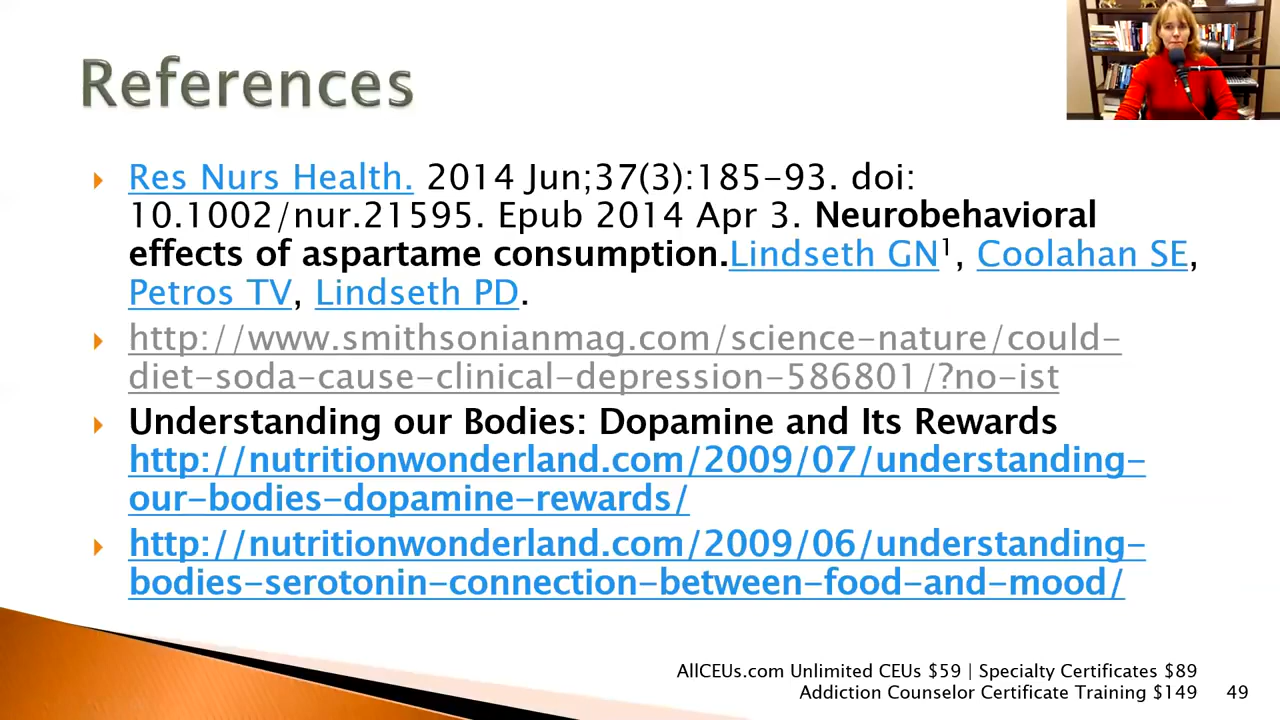 References
Res Nurs Health. 2014 Jun;37(3):185-93. doi:
10.1002/nur.21595. Epub 2014 Apr 3. Neurobehavioral
effects of aspartame consumption.Lindseth GN¹, Coolahan SE,
Petros TV, Lindseth PD.
http://www.smithsonianmag.com/science-nature/could-
diet-soda-cause-clinical-depression-586801/?no-ist
Understanding our Bodies: Dopamine and Its Rewards
http://nutritionwonderland.com/2009/07/understanding-
our-bodies-dopamine-rewards/
http://nutritionwonderland.com/2009/06/understanding-
bodies-serotonin-connection-between-food-and-mood/
AllCEUs.com Unlimited CEUs $59 | Specialty Certificates $89
Addiction Counselor Certificate Training $149 49